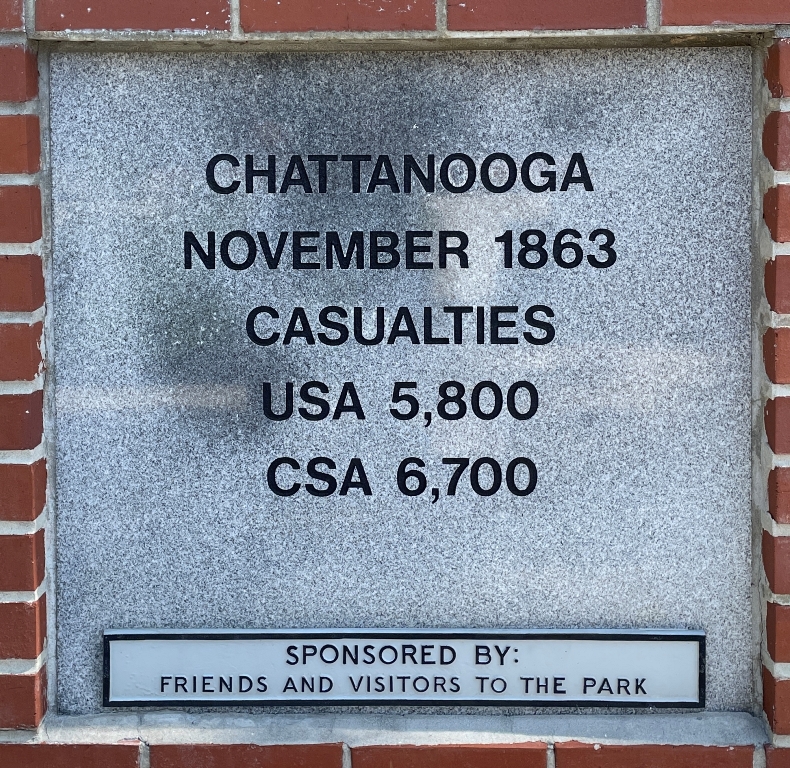 CHATTANOOGA
NOVEMBER 1863
CASUALTIES
USA 5,800
CSA 6,700
SPONSORED BY:
FRIENDS AND VISITORS TO THE PARK